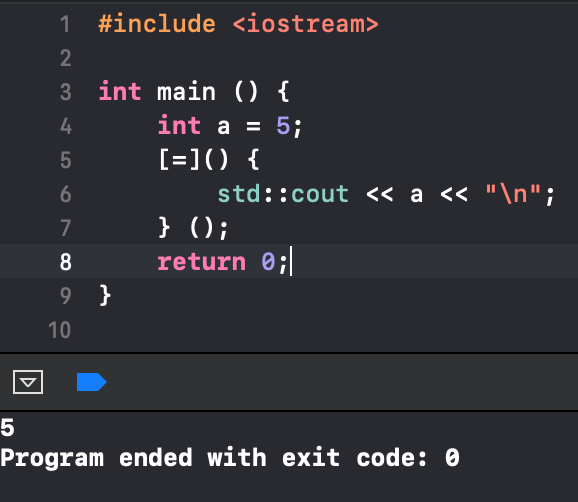 1 #include <iostream>
2
3 int main () {
4     int a = 5;
5     [=]() {
6         std::cout << a << "\n";
7     } ();
8     return 0;
9 }
10
5
Program ended with exit code: 0